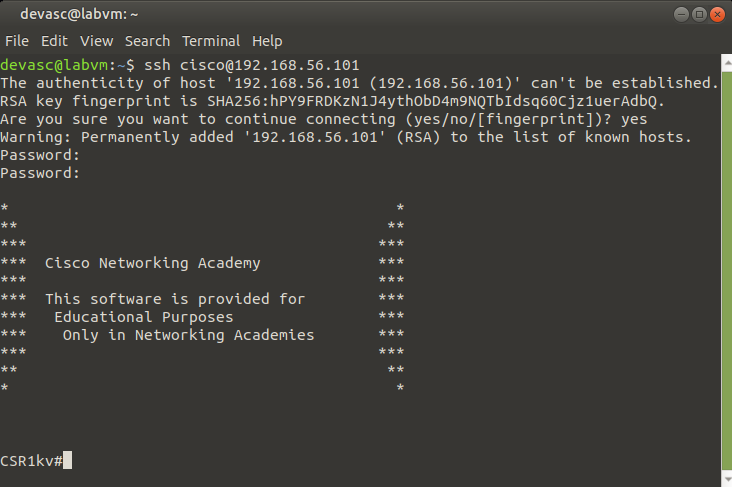 devasc@labvm: ~
File Edit View Search Terminal Help
devasc@labvm:~$ ssh cisco@192.168.56.101
The authenticity of host '192.168.56.101 (192.168.56.101)' can't be established.
RSA key fingerprint is SHA256:hPY9FRDKzN1J4ythObD4m9NQTbIdsq60Cjz1uerAdbQ.
Are you sure you want to continue connecting (yes/no/[fingerprint])? yes
Warning: Permanently added '192.168.56.101' (RSA) to the list of known hosts.
Password:
Password:
*                                           *
**                                         **
***                                       ***
***  Cisco Networking Academy             ***
***                                       ***
***  This software is provided for        ***
***   Educational Purposes                ***
***    Only in Networking Academies       ***
***                                       ***
**                                         **
*                                           *
CSR1kv#